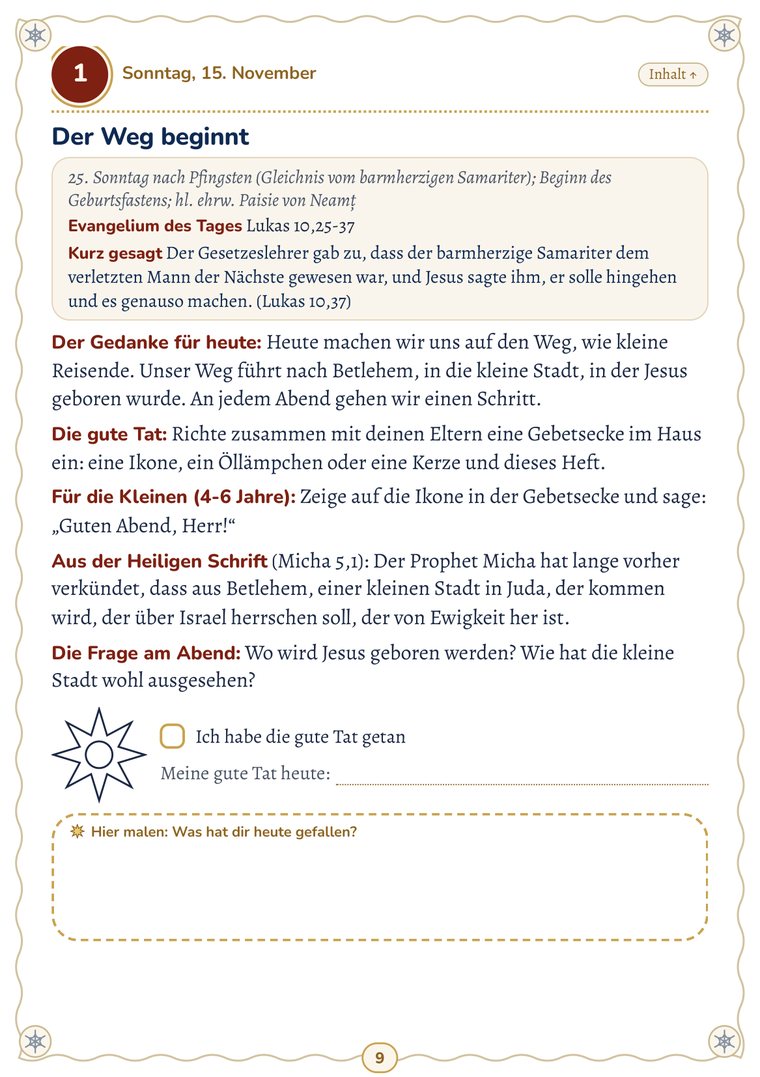 1
Sonntag, 15. November
Inhalt ↑
Der Weg beginnt
25. Sonntag nach Pfingsten (Gleichnis vom barmherzigen Samariter); Beginn des
Geburtsfastens; hl. ehrw. Paisie von Neamț
Evangelium des Tages Lukas 10,25-37
Kurz gesagt Der Gesetzeslehrer gab zu, dass der barmherzige Samariter dem
verletzten Mann der Nächste gewesen war, und Jesus sagte ihm, er solle hingehen
und es genauso machen. (Lukas 10,37)
Der Gedanke für heute: Heute machen wir uns auf den Weg, wie kleine
Reisende. Unser Weg führt nach Betlehem, in die kleine Stadt, in der Jesus
geboren wurde. An jedem Abend gehen wir einen Schritt.
Die gute Tat: Richte zusammen mit deinen Eltern eine Gebetsecke im Haus
ein: eine Ikone, ein Öllämpchen oder eine Kerze und dieses Heft.
Für die Kleinen (4-6 Jahre): Zeige auf die Ikone in der Gebetsecke und sage:
„Guten Abend, Herr!“
Aus der Heiligen Schrift (Micha 5,1): Der Prophet Micha hat lange vorher
verkündet, dass aus Betlehem, einer kleinen Stadt in Juda, der kommen
wird, der über Israel herrschen soll, der von Ewigkeit her ist.
Die Frage am Abend: Wo wird Jesus geboren werden? Wie hat die kleine
Stadt wohl ausgesehen?
Ich habe die gute Tat getan
Meine gute Tat heute:
Hier malen: Was hat dir heute gefallen?
9